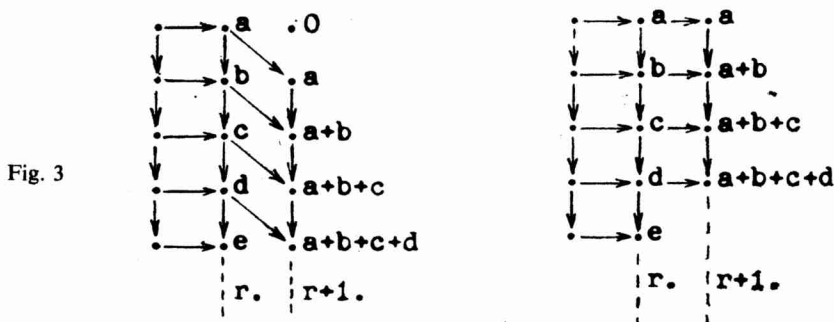 a 0 a a
b a b a+b
c a+b c a+b+c
Fig. 3 d a+b+c d a+b+c+d
e a+b+c+d e
r. r+1. r. r+1.